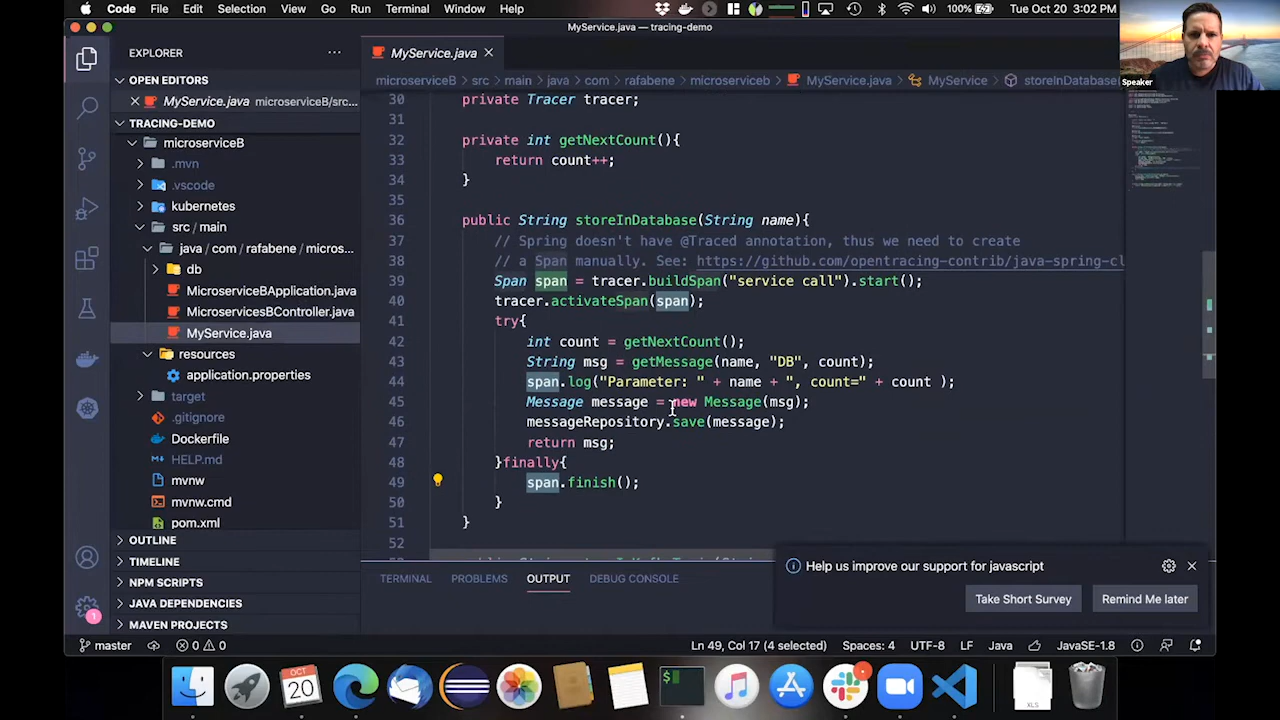 Code File Edit Selection View Go Run Terminal Window Help
100% Tue Oct 20 3:02 PM
MyService.java — tracing-demo
Speaker
EXPLORER
OPEN EDITORS
MyService.java microserviceB/src...
TRACING-DEMO
microserviceB
.mvn
.vscode
kubernetes
src / main
java / com / rafabene / micros...
db
MicroserviceBApplication.java
MicroservicesBController.java
MyService.java
resources
application.properties
target
.gitignore
Dockerfile
HELP.md
mvnw
mvnw.cmd
pom.xml
OUTLINE
TIMELINE
NPM SCRIPTS
JAVA DEPENDENCIES
MAVEN PROJECTS
1
MyService.java
microserviceB > src > main > java > com > rafabene > microserviceb > MyService.java > MyService > storeInDatabase
30 private Tracer tracer;
31
32 private int getNextCount(){
33 return count++;
34 }
35
36 public String storeInDatabase(String name){
37 // Spring doesn't have @Traced annotation, thus we need to create
38 // a Span manually. See: https://github.com/opentracing-contrib/java-spring-cl
39 Span span = tracer.buildSpan("service call").start();
40 tracer.activateSpan(span);
41 try{
42 int count = getNextCount();
43 String msg = getMessage(name, "DB", count);
44 span.log("Parameter: " + name + ", count=" + count );
45 Message message = new Message(msg);
46 messageRepository.save(message);
47 return msg;
48 }finally{
49 span.finish();
50 }
51 }
52
TERMINAL PROBLEMS OUTPUT DEBUG CONSOLE
Help us improve our support for javascript
Take Short Survey Remind Me later
master 0 0 Ln 49, Col 17 (4 selected) Spaces: 4 UTF-8 LF Java JavaSE-1.8
OCT
20
$
XLS